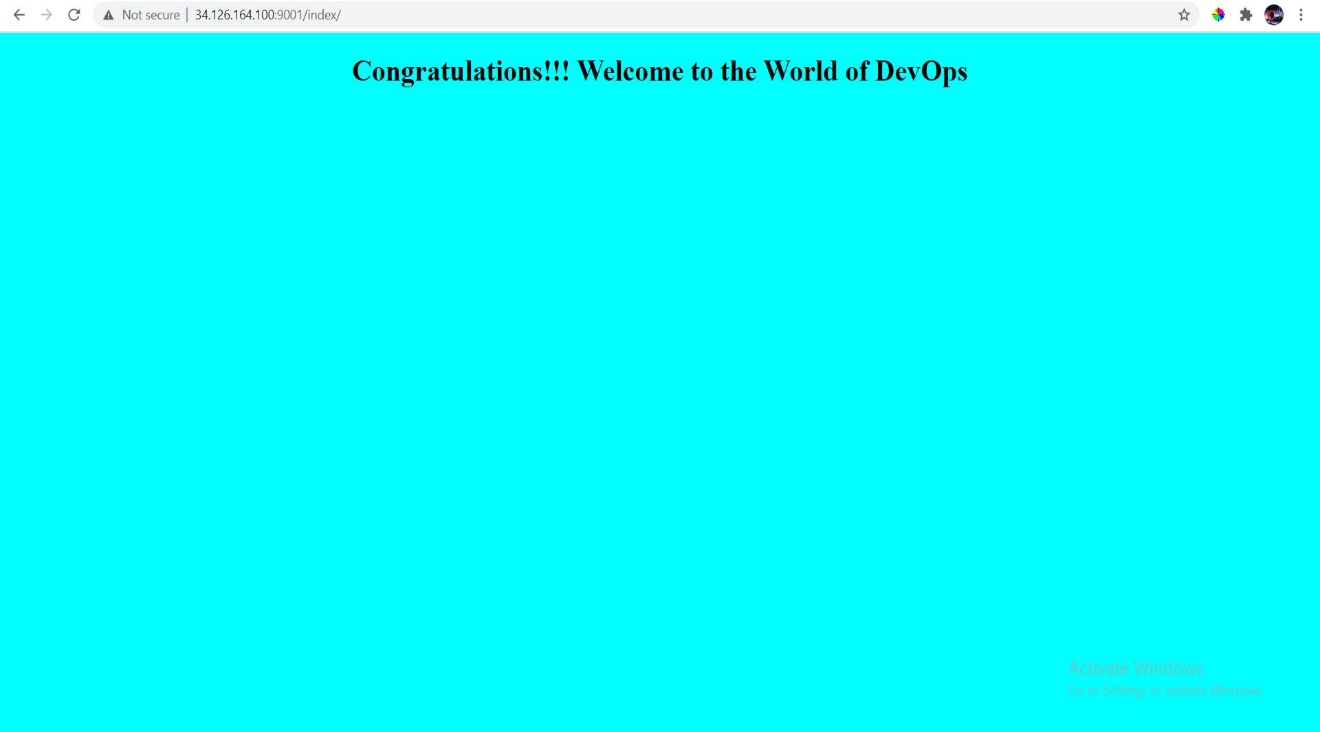 Not secure | 34.126.164.100:9001/index/
Congratulations!!! Welcome to the World of DevOps
Activate Windows
Go to Settings to activate Windows.